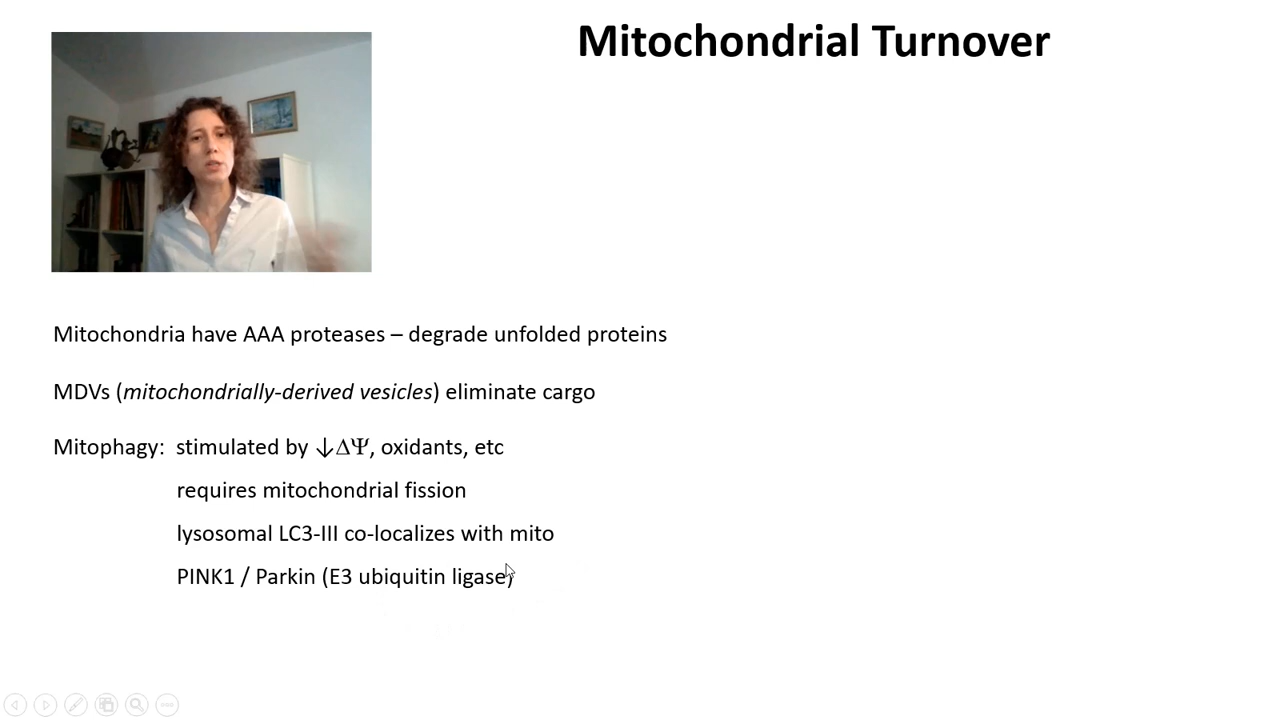 Mitochondrial Turnover
Mitochondria have AAA proteases – degrade unfolded proteins
MDVs (mitochondrially-derived vesicles) eliminate cargo
Mitophagy: stimulated by ↓ΔΨ, oxidants, etc
requires mitochondrial fission
lysosomal LC3-III co-localizes with mito
PINK1 / Parkin (E3 ubiquitin ligase)